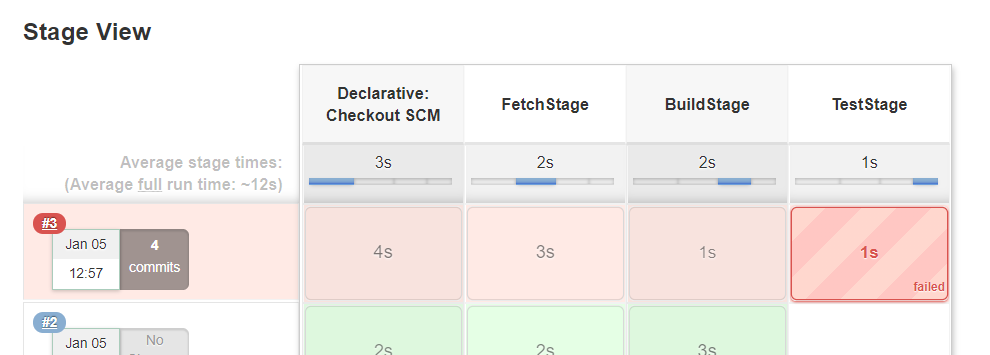 Stage View
Declarative:
Checkout SCM
FetchStage
BuildStage
TestStage
Average stage times:
(Average full run time: ~12s)
3s
2s
2s
1s
#3
Jan 05
12:57
4
commits
4s
3s
1s
1s
failed
#2
Jan 05
No
2s
2s
3s